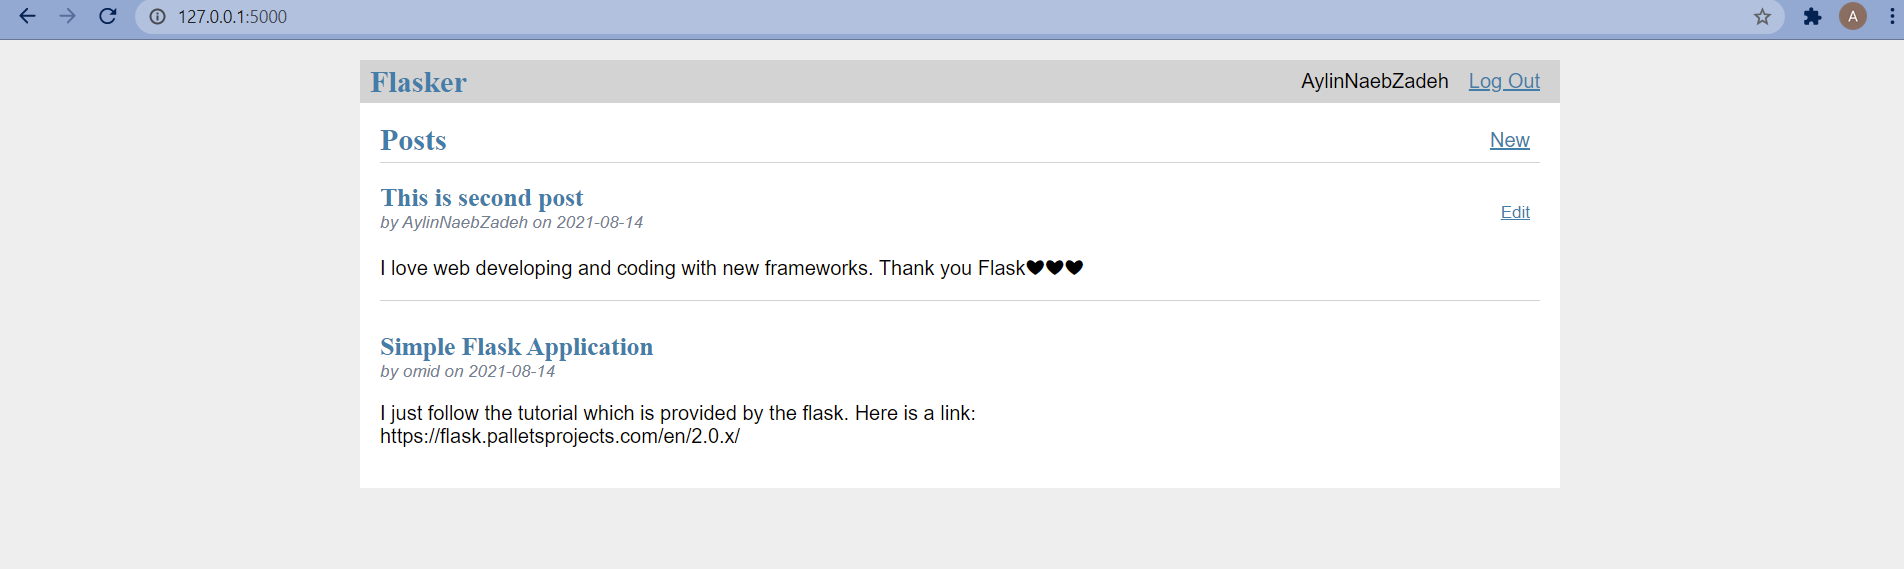 127.0.0.1:5000
A
Flasker AylinNaebZadeh Log Out
Posts New
This is second post
by AylinNaebZadeh on 2021-08-14 Edit
I love web developing and coding with new frameworks. Thank you Flask🖤🖤🖤
Simple Flask Application
by omid on 2021-08-14
I just follow the tutorial which is provided by the flask. Here is a link:
https://flask.palletsprojects.com/en/2.0.x/